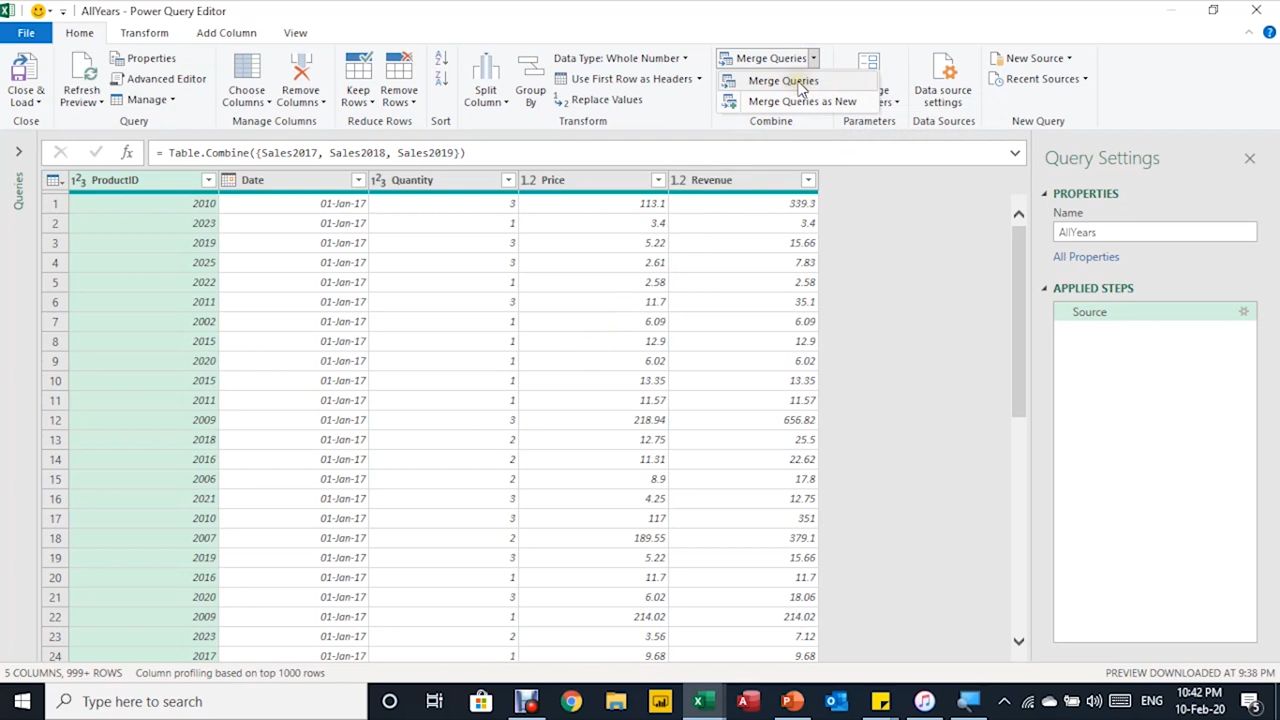 AllYears - Power Query Editor
File
Home
Transform
Add Column
View
Close & Load
Close
Refresh Preview
Properties
Advanced Editor
Manage
Query
Choose Columns
Remove Columns
Manage Columns
Keep Rows
Remove Rows
Reduce Rows
Sort
Split Column
Group By
Data Type: Whole Number
Use First Row as Headers
Replace Values
Transform
Merge Queries
Merge Queries
Merge Queries as New
Combine
Parameters
Data source settings
Data Sources
New Source
Recent Sources
New Query
= Table.Combine({Sales2017, Sales2018, Sales2019})
Queries
ProductID Date Quantity Price Revenue
1 2010 01-Jan-17 3 113.1 339.3
2 2023 01-Jan-17 1 3.4 3.4
3 2019 01-Jan-17 3 5.22 15.66
4 2025 01-Jan-17 3 2.61 7.83
5 2022 01-Jan-17 1 2.58 2.58
6 2011 01-Jan-17 3 11.7 35.1
7 2002 01-Jan-17 1 6.09 6.09
8 2015 01-Jan-17 1 12.9 12.9
9 2020 01-Jan-17 1 6.02 6.02
10 2015 01-Jan-17 1 13.35 13.35
11 2011 01-Jan-17 1 11.57 11.57
12 2009 01-Jan-17 3 218.94 656.82
13 2018 01-Jan-17 2 12.75 25.5
14 2016 01-Jan-17 2 11.31 22.62
15 2006 01-Jan-17 2 8.9 17.8
16 2021 01-Jan-17 3 4.25 12.75
17 2010 01-Jan-17 3 117 351
18 2007 01-Jan-17 2 189.55 379.1
19 2019 01-Jan-17 3 5.22 15.66
20 2016 01-Jan-17 1 11.7 11.7
21 2020 01-Jan-17 3 6.02 18.06
22 2009 01-Jan-17 1 214.02 214.02
23 2023 01-Jan-17 2 3.56 7.12
24 2017 01-Jan-17 1 9.68 9.68
Query Settings
PROPERTIES
Name
AllYears
All Properties
APPLIED STEPS
Source
5 COLUMNS, 999+ ROWS
Column profiling based on top 1000 rows
PREVIEW DOWNLOADED AT 9:38 PM
Type here to search
ENG
10:42 PM
10-Feb-20
5